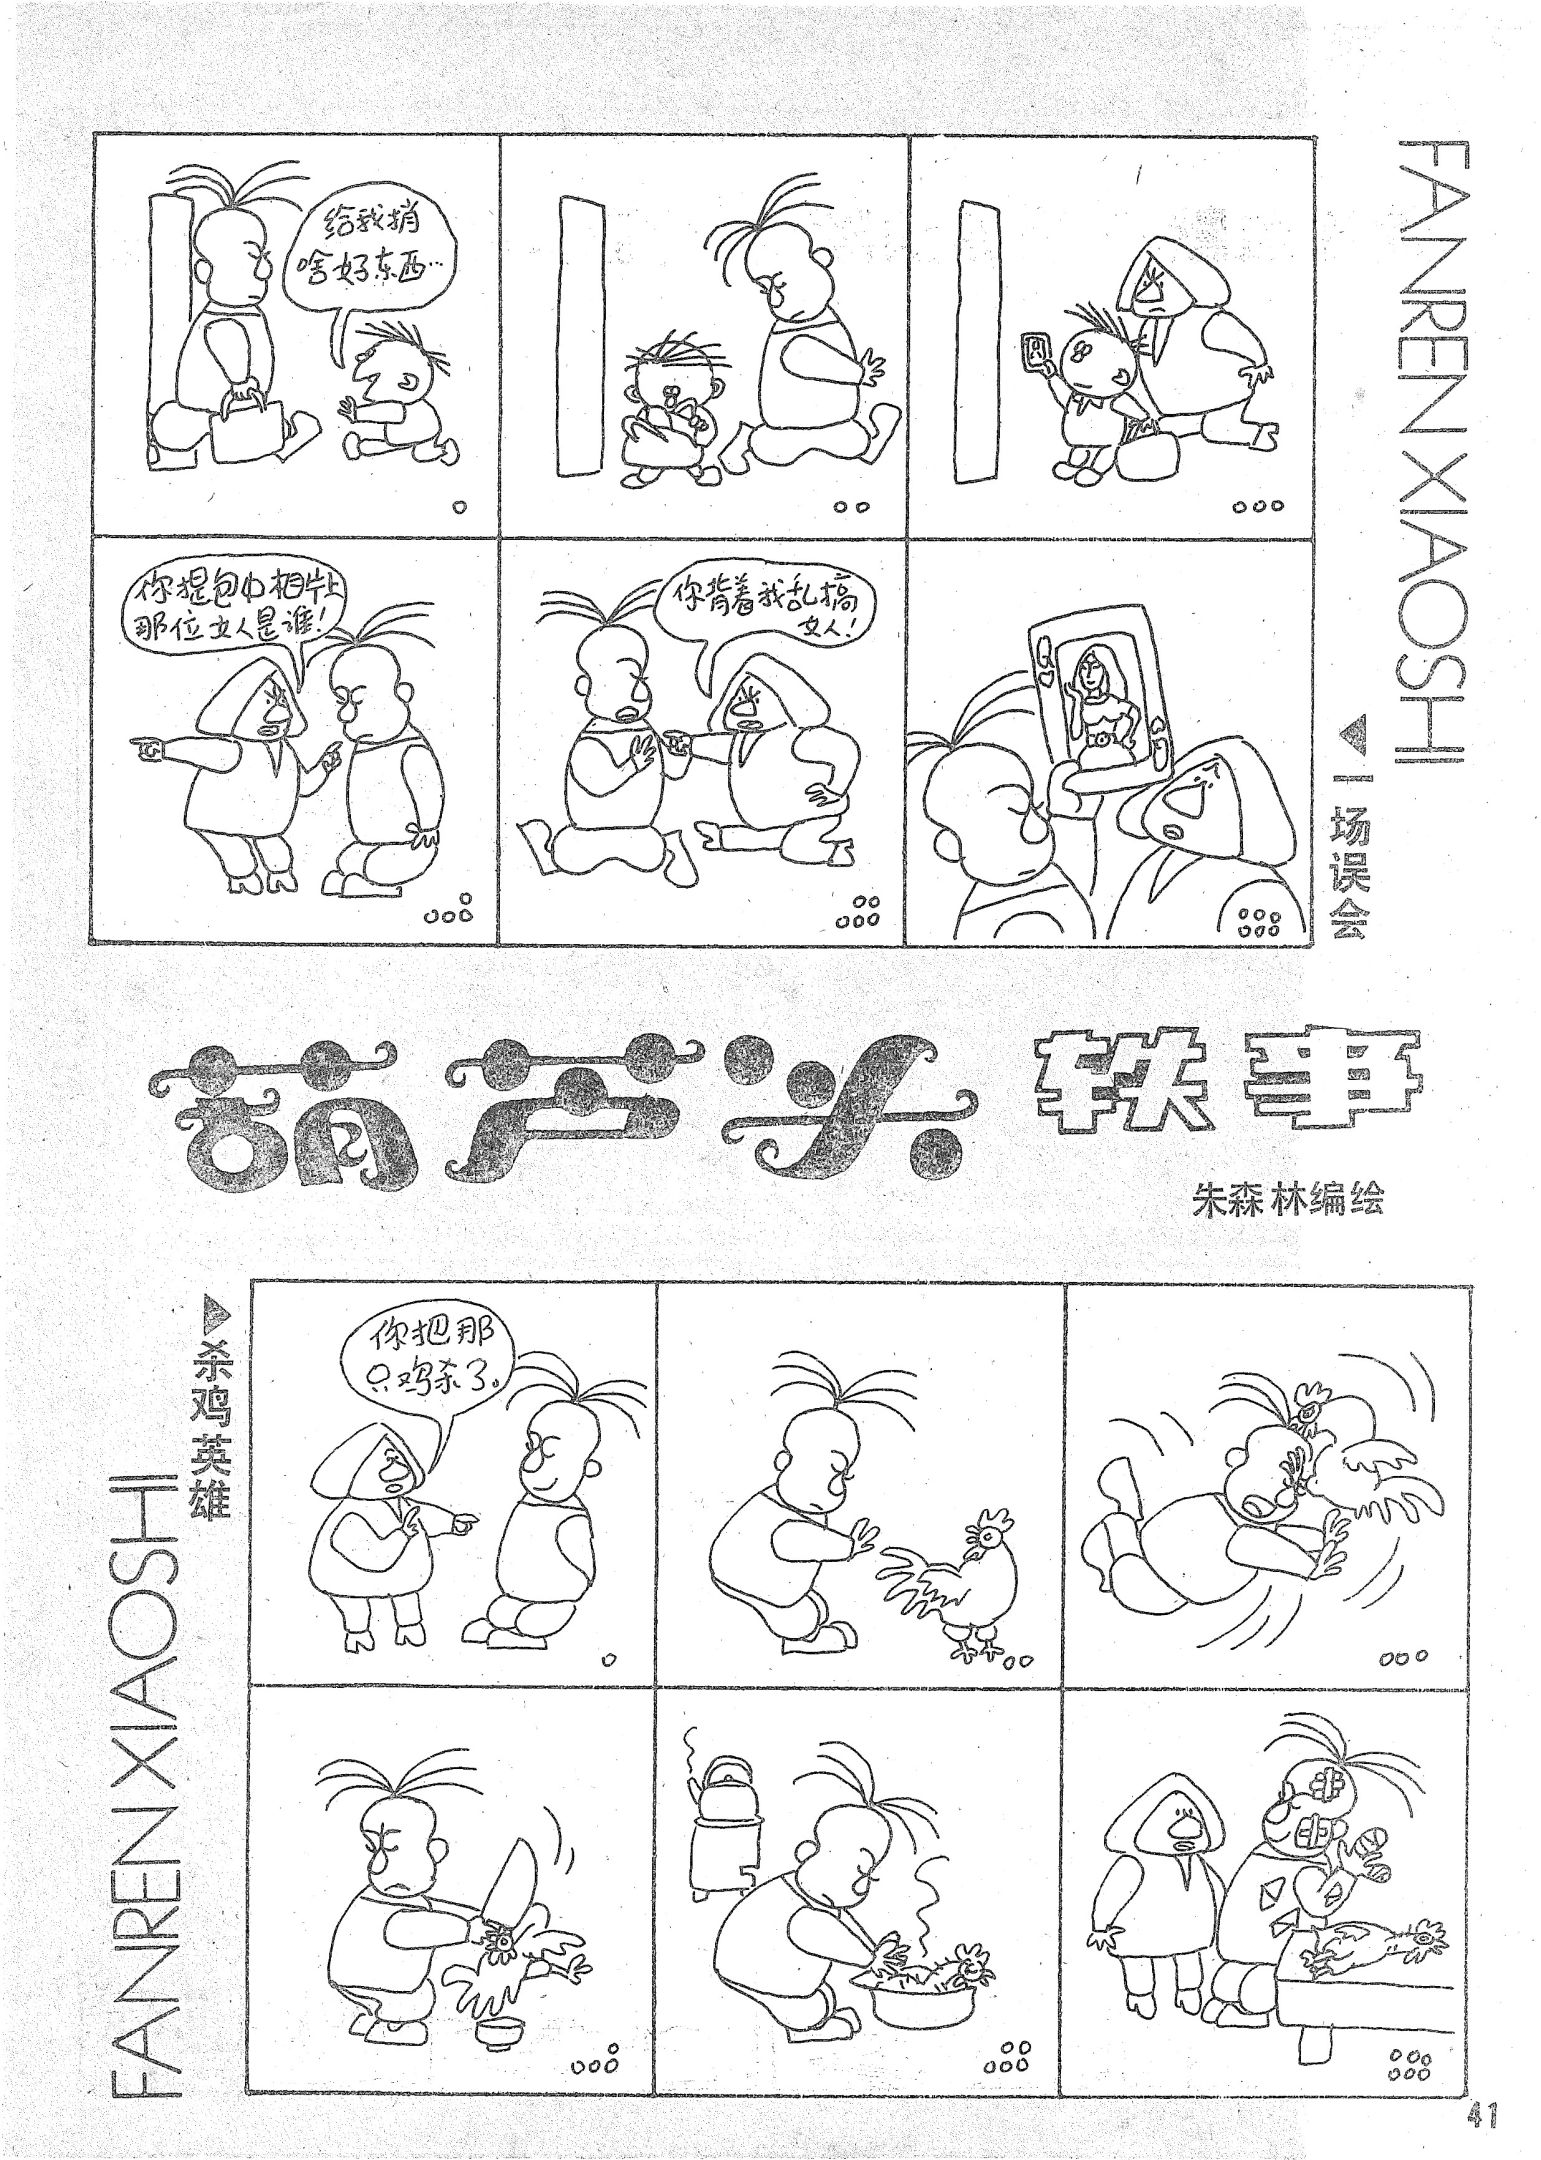 FANREN XIAOSHI
给我捎
啥好东西…
你提包中相片上
那位女人是谁!
你背着我乱搞
女人!
Q
Q
◀一场误会
葫芦头 轶事
朱森林编绘
▶杀鸡英雄
FANREN XIAOSHI
你把那
只鸡杀了。
41